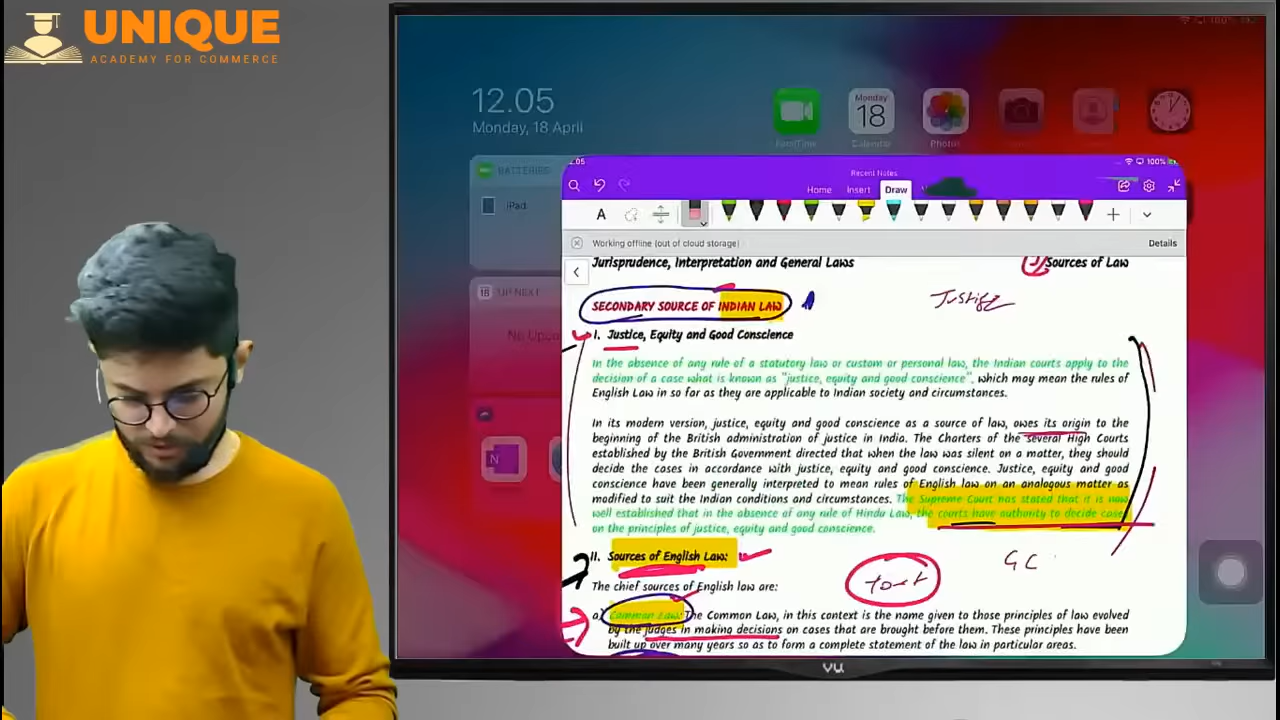 UNIQUE
ACADEMY FOR COMMERCE
12.05
Monday, 18 April
Monday
18
FaceTime
Calendar
Photos
BATTERIES
iPad
18 UP NEXT
.05
100%
Recent Notes
Home Insert Draw
A
Working offline (out of cloud storage)
Details
Jurisprudence, Interpretation and General Laws
Sources of Law
SECONDARY SOURCE OF INDIAN LAW
I. Justice, Equity and Good Conscience
In the absence of any rule of a statutory law or custom or personal law, the Indian courts apply to the
decision of a case what is known as "justice, equity and good conscience", which may mean the rules of
English Law in so far as they are applicable to Indian society and circumstances.
In its modern version, justice, equity and good conscience as a source of law, owes its origin to the
beginning of the British administration of justice in India. The Charters of the several High Courts
established by the British Government directed that when the law was silent on a matter, they should
decide the cases in accordance with justice, equity and good conscience. Justice, equity and good
conscience have been generally interpreted to mean rules of English law on an analogous matter as
modified to suit the Indian conditions and circumstances. The Supreme Court has stated that it is now
well established that in the absence of any rule of Hindu Law, the courts have authority to decide cases
on the principles of justice, equity and good conscience.
II. Sources of English Law:
GC
tort
The chief sources of English law are:
a) Common Law: The Common Law, in this context is the name given to those principles of law evolved
by the judges in making decisions on cases that are brought before them. These principles have been
built up over many years so as to form a complete statement of the law in particular areas.
VU